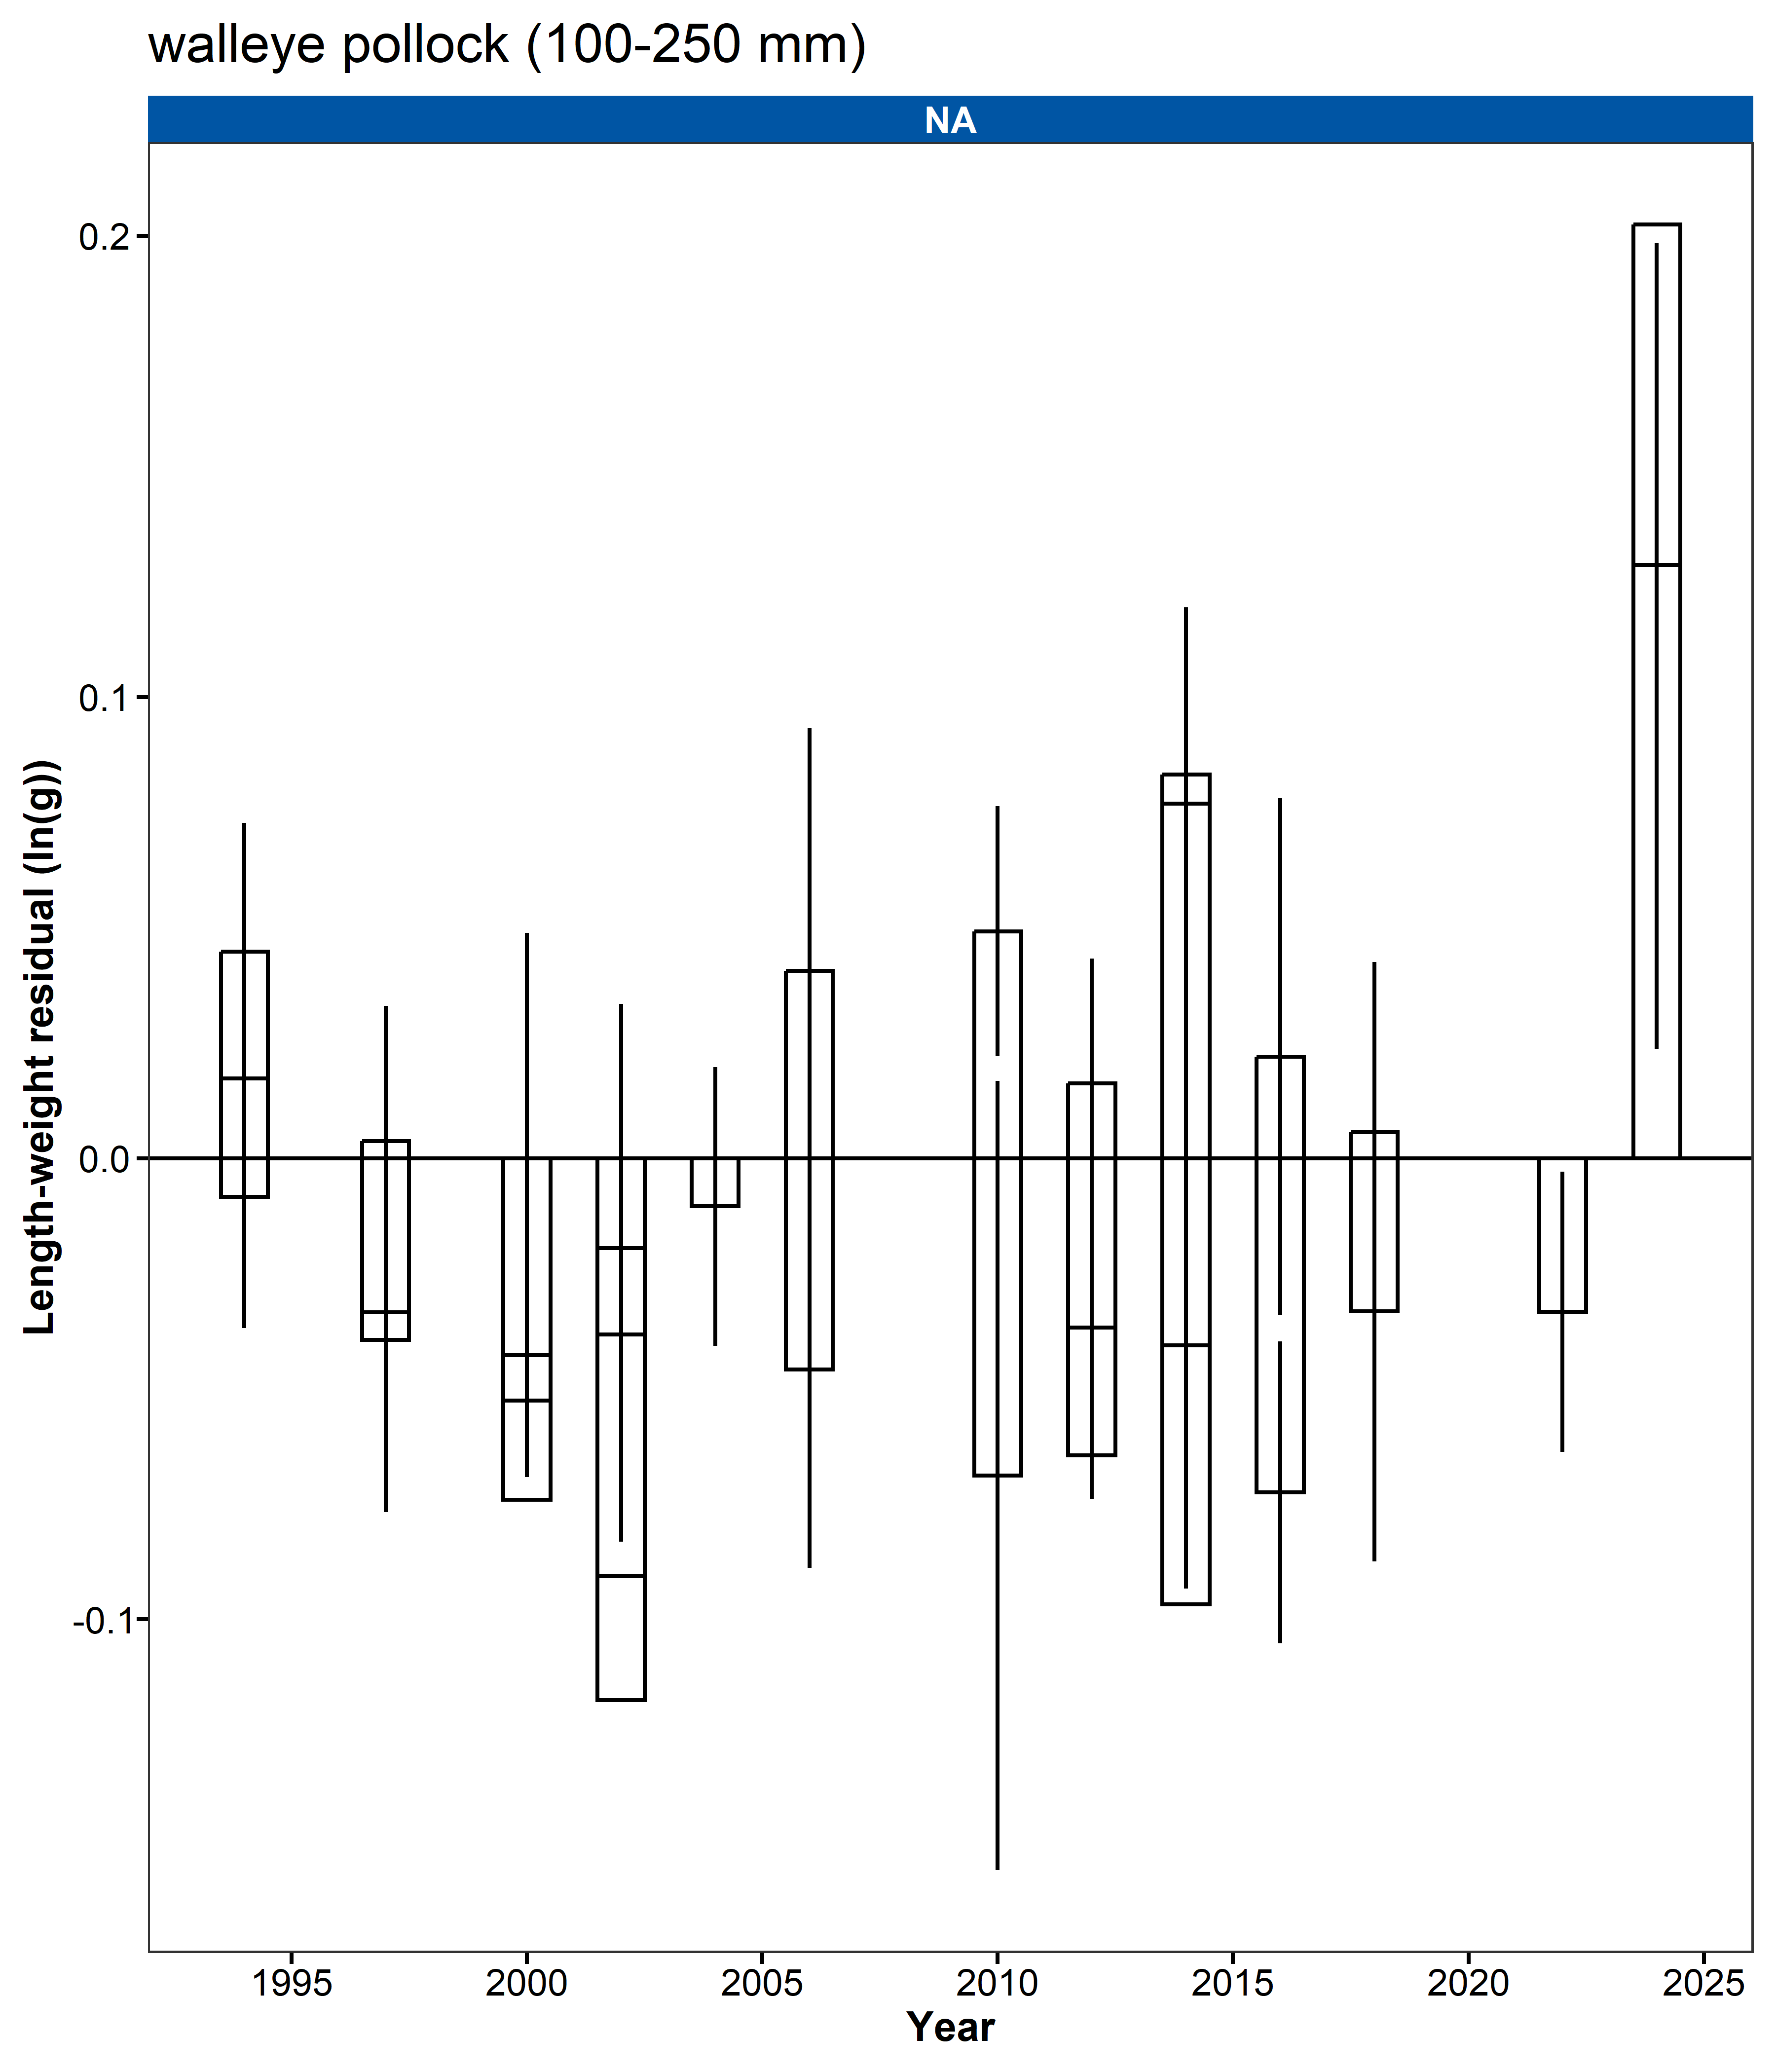 walleye pollock (100-250 mm)
NA
Length-weight residual (ln(g))
0.2
0.1
0.0
-0.1
1995 2000 2005 2010 2015 2020 2025
Year